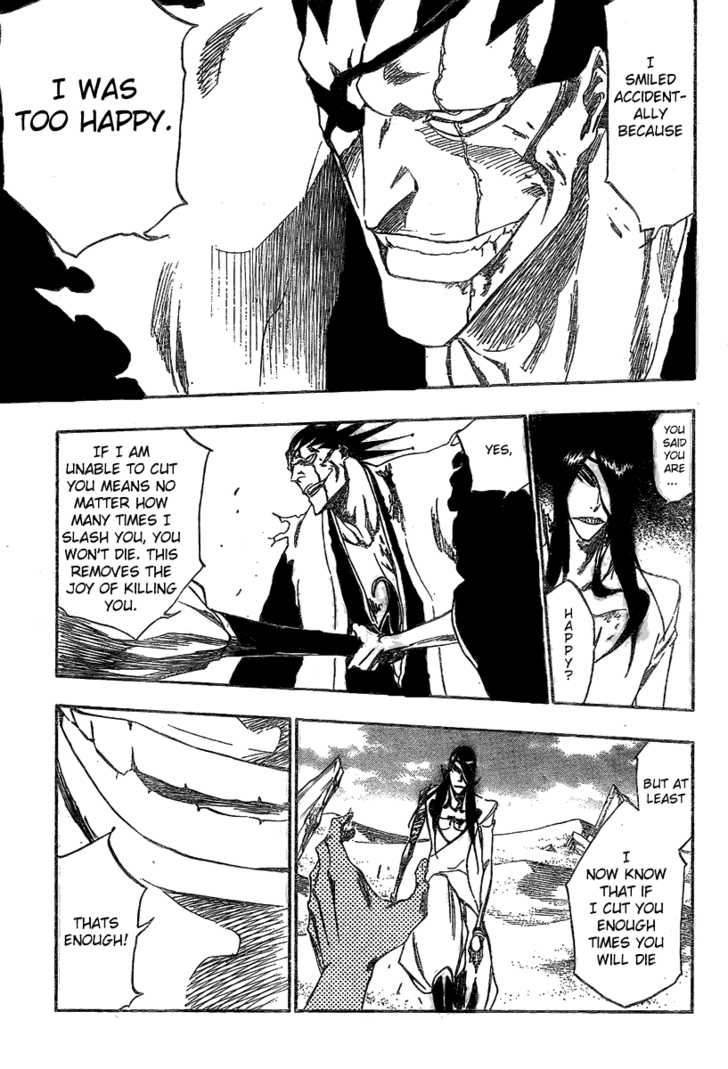 I
SMILED
ACCIDENT-
ALLY
BECAUSE
I WAS
TOO HAPPY.
YOU
SAID
YOU
ARE
...
HAPPY?
YES,
IF I AM
UNABLE TO CUT
YOU MEANS NO
MATTER HOW
MANY TIMES I
SLASH YOU, YOU
WON'T DIE. THIS
REMOVES THE
JOY OF KILLING
YOU.
BUT AT
LEAST
I
NOW KNOW
THAT IF
I CUT YOU
ENOUGH
TIMES YOU
WILL DIE
THATS
ENOUGH!